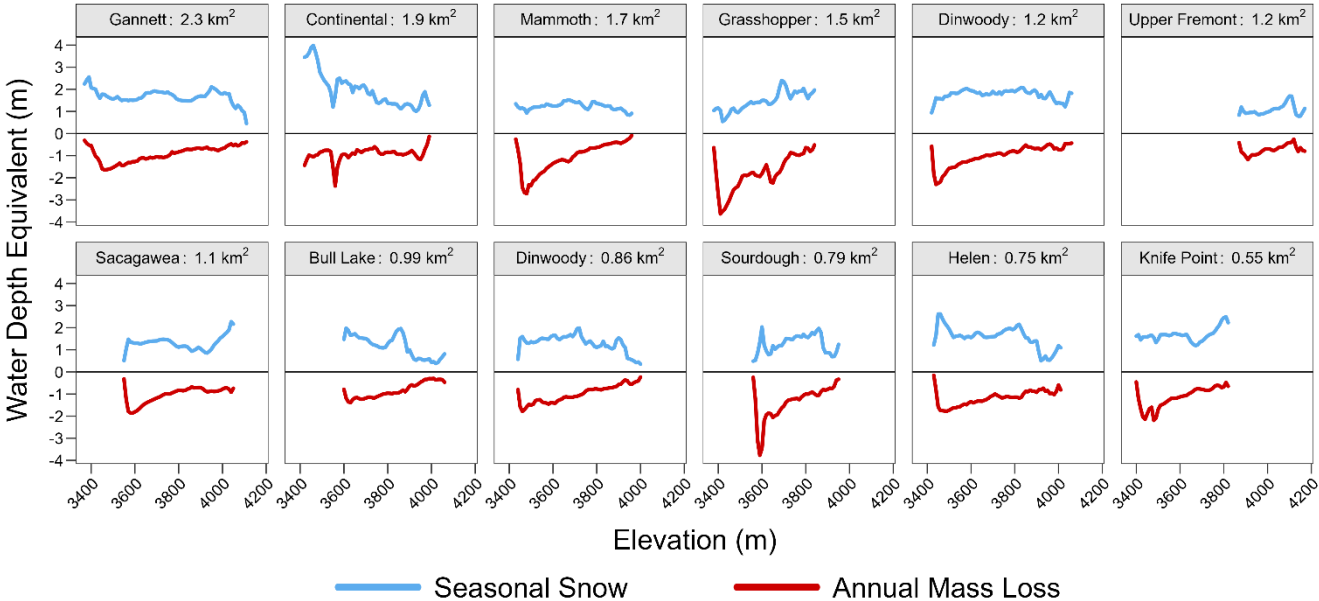 Gannett: 2.3 km²
Continental: 1.9 km²
Mammoth: 1.7 km²
Grasshopper: 1.5 km²
Dinwoody: 1.2 km²
Upper Fremont: 1.2 km²
4
3
2
1
0
-1
-2
-3
-4
Sacagawea: 1.1 km²
Bull Lake: 0.99 km²
Dinwoody: 0.86 km²
Sourdough: 0.79 km²
Helen: 0.75 km²
Knife Point: 0.55 km²
4
3
2
1
0
-1
-2
-3
-4
Water Depth Equivalent (m)
3400 3600 3800 4000 4200
3400 3600 3800 4000 4200
3400 3600 3800 4000 4200
3400 3600 3800 4000 4200
3400 3600 3800 4000 4200
3400 3600 3800 4000 4200
Elevation (m)
Seasonal Snow
Annual Mass Loss